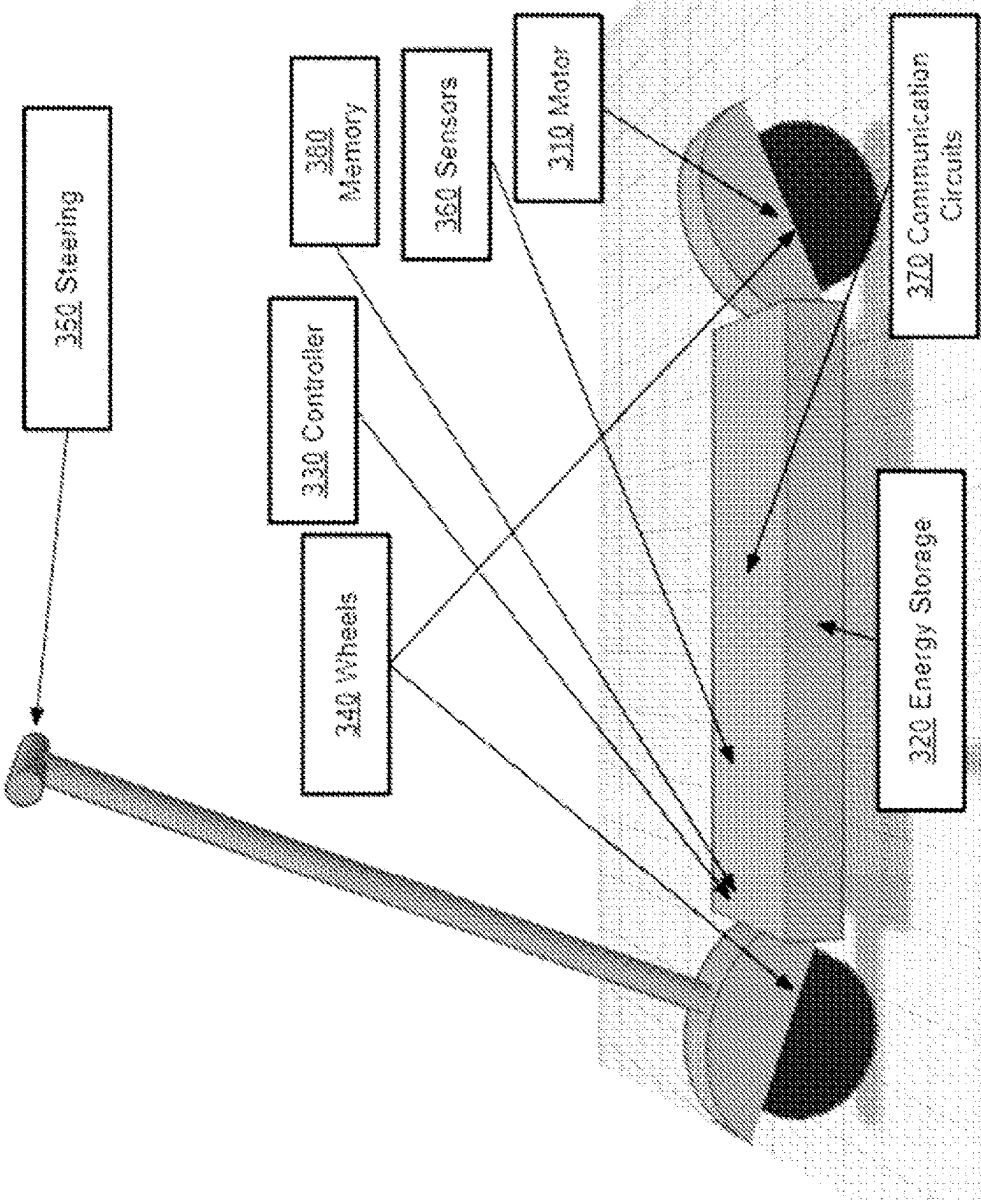 350 Steering
380
Memory
360 Sensors
310 Motor
330 Controller
340 Wheels
370 Communication
Circuits
320 Energy Storage